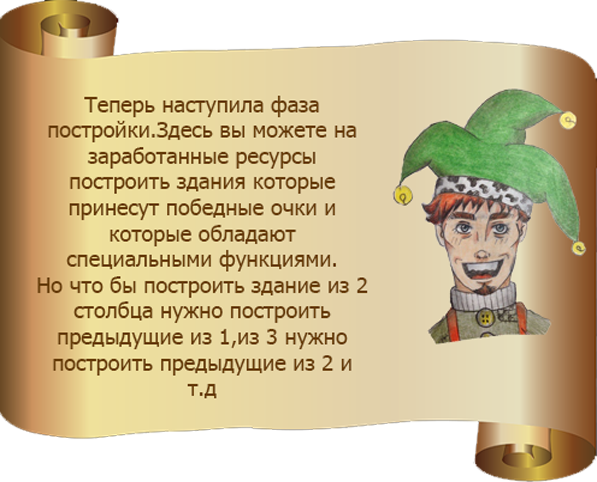 Теперь наступила фаза
постройки.Здесь вы можете на
заработанные ресурсы
построить здания которые
принесут победные очки и
которые обладают
специальными функциями.
Но что бы построить здание из 2
столбца нужно построить
предыдущие из 1,из 3 нужно
построить предыдущие из 2 и
т.д